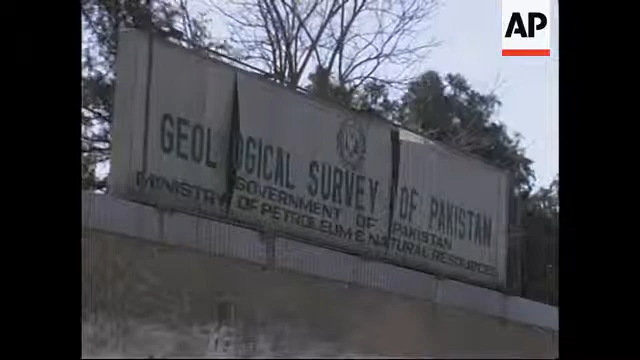 AP
GEOLOGICAL SURVEY OF PAKISTAN
GOVERNMENT OF PAKISTAN
MINISTRY OF PETROLEUM & NATURAL RESOURCES